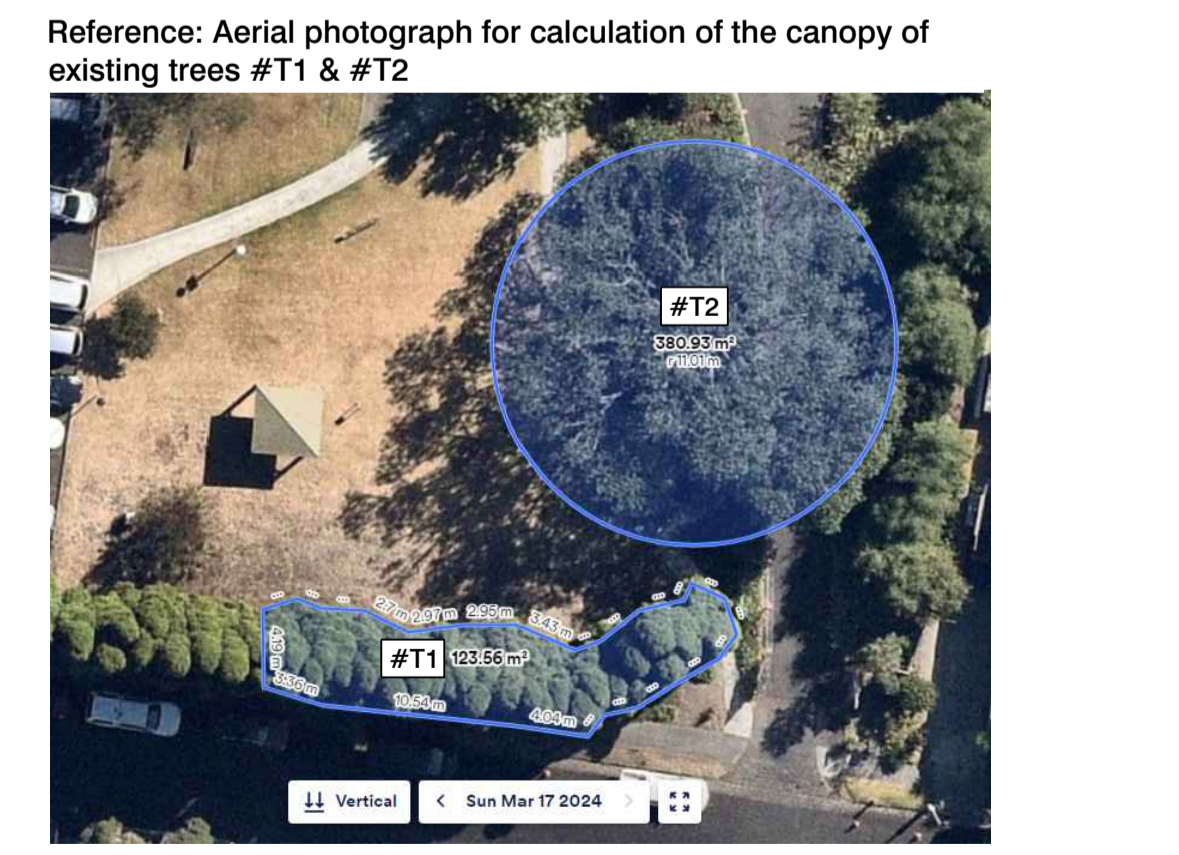 Reference: Aerial photograph for calculation of the canopy of
existing trees #T1 & #T2
#T2
380.93 m²
r 11.01 m
2.7 m 2.97 m 2.95 m 3.43 m
4.19 m
#T1 123.56 m²
3.36 m
10.54 m
4.04 m
Vertical
< Sun Mar 17 2024 >